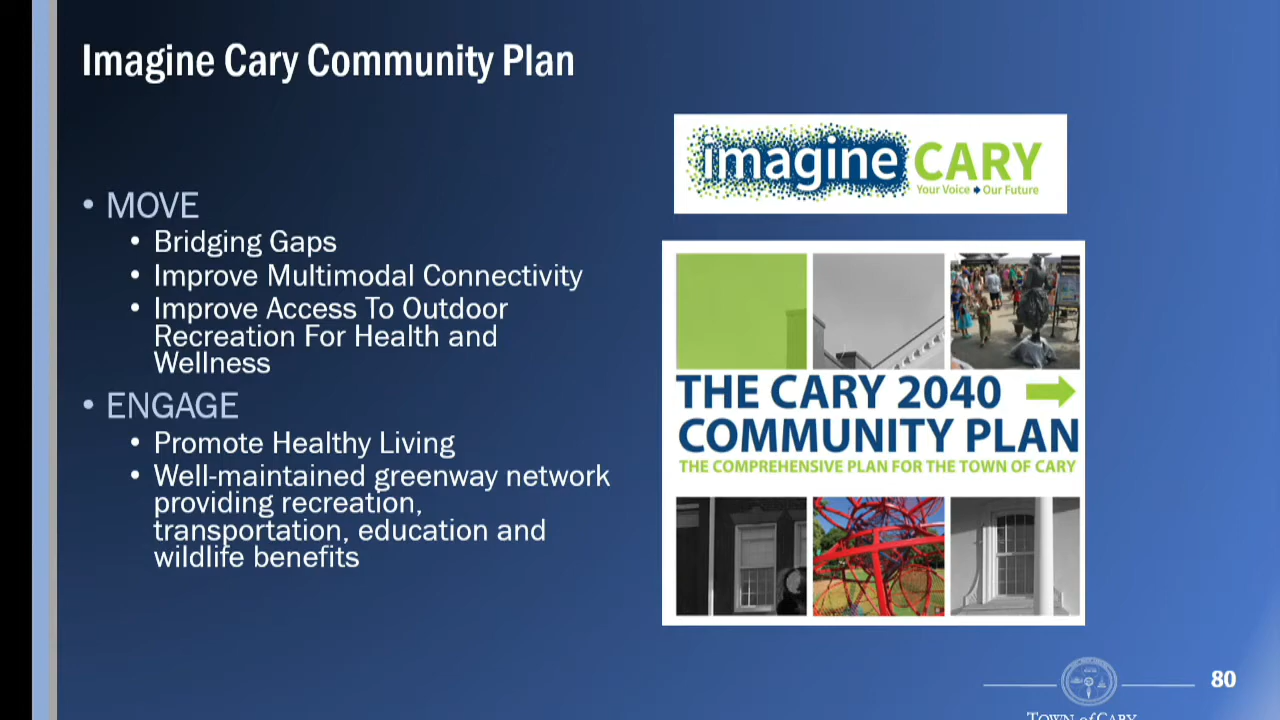 Imagine Cary Community Plan
imagine CARY
Your Voice Our Future
• MOVE
• Bridging Gaps
• Improve Multimodal Connectivity
• Improve Access To Outdoor
Recreation For Health and
Wellness
• ENGAGE
• Promote Healthy Living
• Well-maintained greenway network
providing recreation,
transportation, education and
wildlife benefits
THE CARY 2040
COMMUNITY PLAN
THE COMPREHENSIVE PLAN FOR THE TOWN OF CARY
80
TOWN of CARY